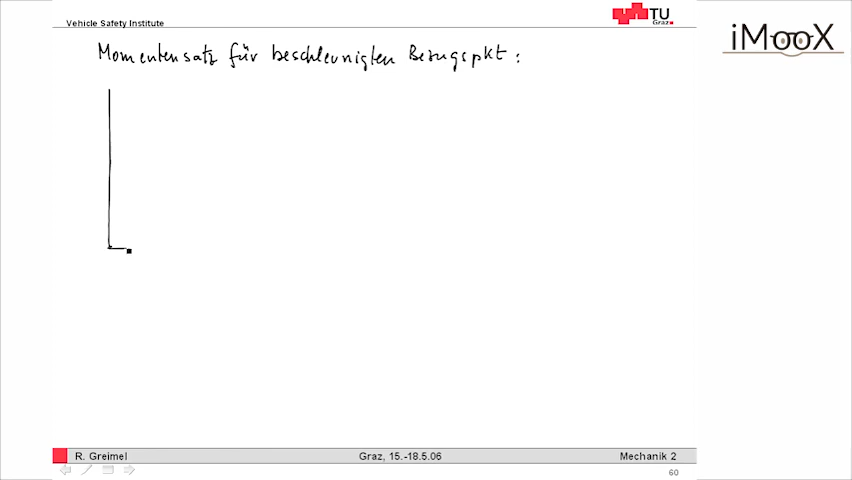 Vehicle Safety Institute
TU
Graz
iMooX
Momentensatz für beschleunigten Bezugspkt:
R. Greimel
Graz, 15.-18.5.06
Mechanik 2
60